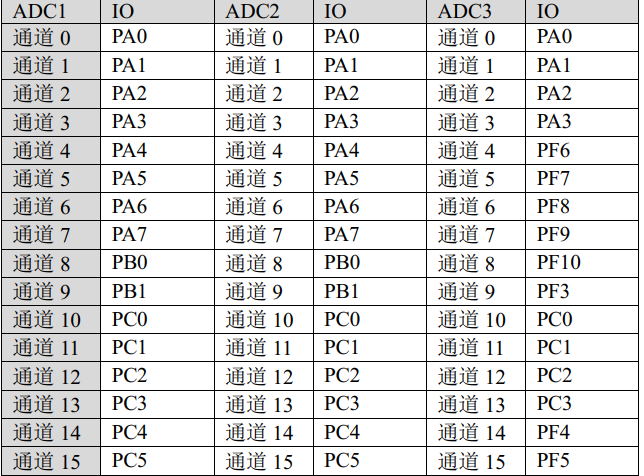 ADC1 IO ADC2 IO ADC3 IO
通道 0 PA0 通道 0 PA0 通道 0 PA0
通道 1 PA1 通道 1 PA1 通道 1 PA1
通道 2 PA2 通道 2 PA2 通道 2 PA2
通道 3 PA3 通道 3 PA3 通道 3 PA3
通道 4 PA4 通道 4 PA4 通道 4 PF6
通道 5 PA5 通道 5 PA5 通道 5 PF7
通道 6 PA6 通道 6 PA6 通道 6 PF8
通道 7 PA7 通道 7 PA7 通道 7 PF9
通道 8 PB0 通道 8 PB0 通道 8 PF10
通道 9 PB1 通道 9 PB1 通道 9 PF3
通道 10 PC0 通道 10 PC0 通道 10 PC0
通道 11 PC1 通道 11 PC1 通道 11 PC1
通道 12 PC2 通道 12 PC2 通道 12 PC2
通道 13 PC3 通道 13 PC3 通道 13 PC3
通道 14 PC4 通道 14 PC4 通道 14 PF4
通道 15 PC5 通道 15 PC5 通道 15 PF5